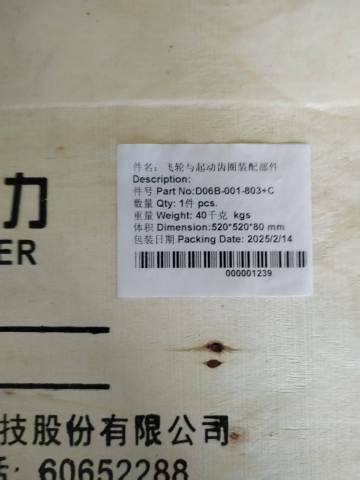 件名：飞轮与起动齿圈装配部件
Description:
件号 Part No:D06B-001-803+C
数量 Qty: 1件 pcs.
重量 Weight: 40千克 kgs
体积 Dimension:520*520*80 mm
包装日期 Packing Date: 2025/2/14
000001239
力
ER
技股份有限公司
话: 60652288